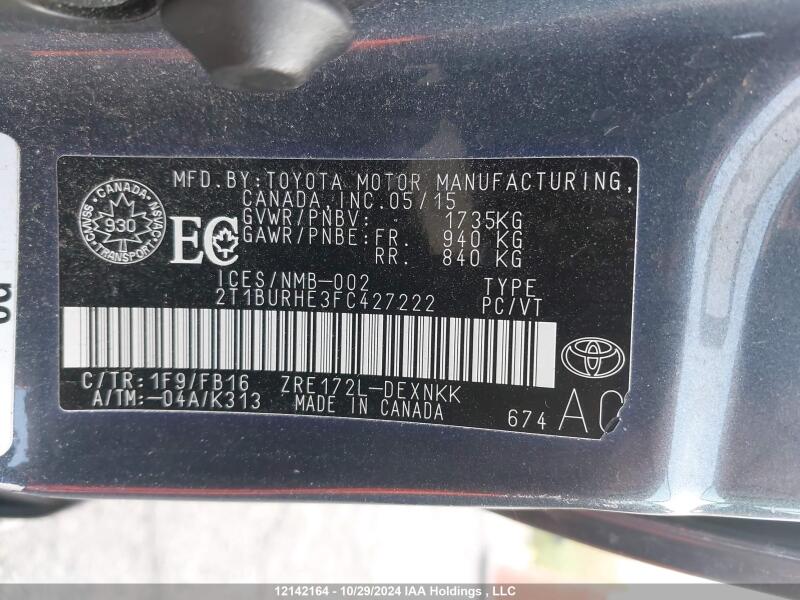 MFD.BY:TOYOTA MOTOR MANUFACTURING,
CANADA,INC.05/15
GVWR/PNBV: 1735KG
GAWR/PNBE:FR. 940 KG
RR. 840 KG
CANADA
930
TRANSPORT
EC
ICES/NMB-002 TYPE
2T1BURHE3FC427222 PC/VT
C/TR:1F9/FB16 ZRE172L-DEXNKK
A/TM:-04A/K313 MADE IN CANADA
674 AC
12142164 - 10/29/2024 IAA Holdings , LLC